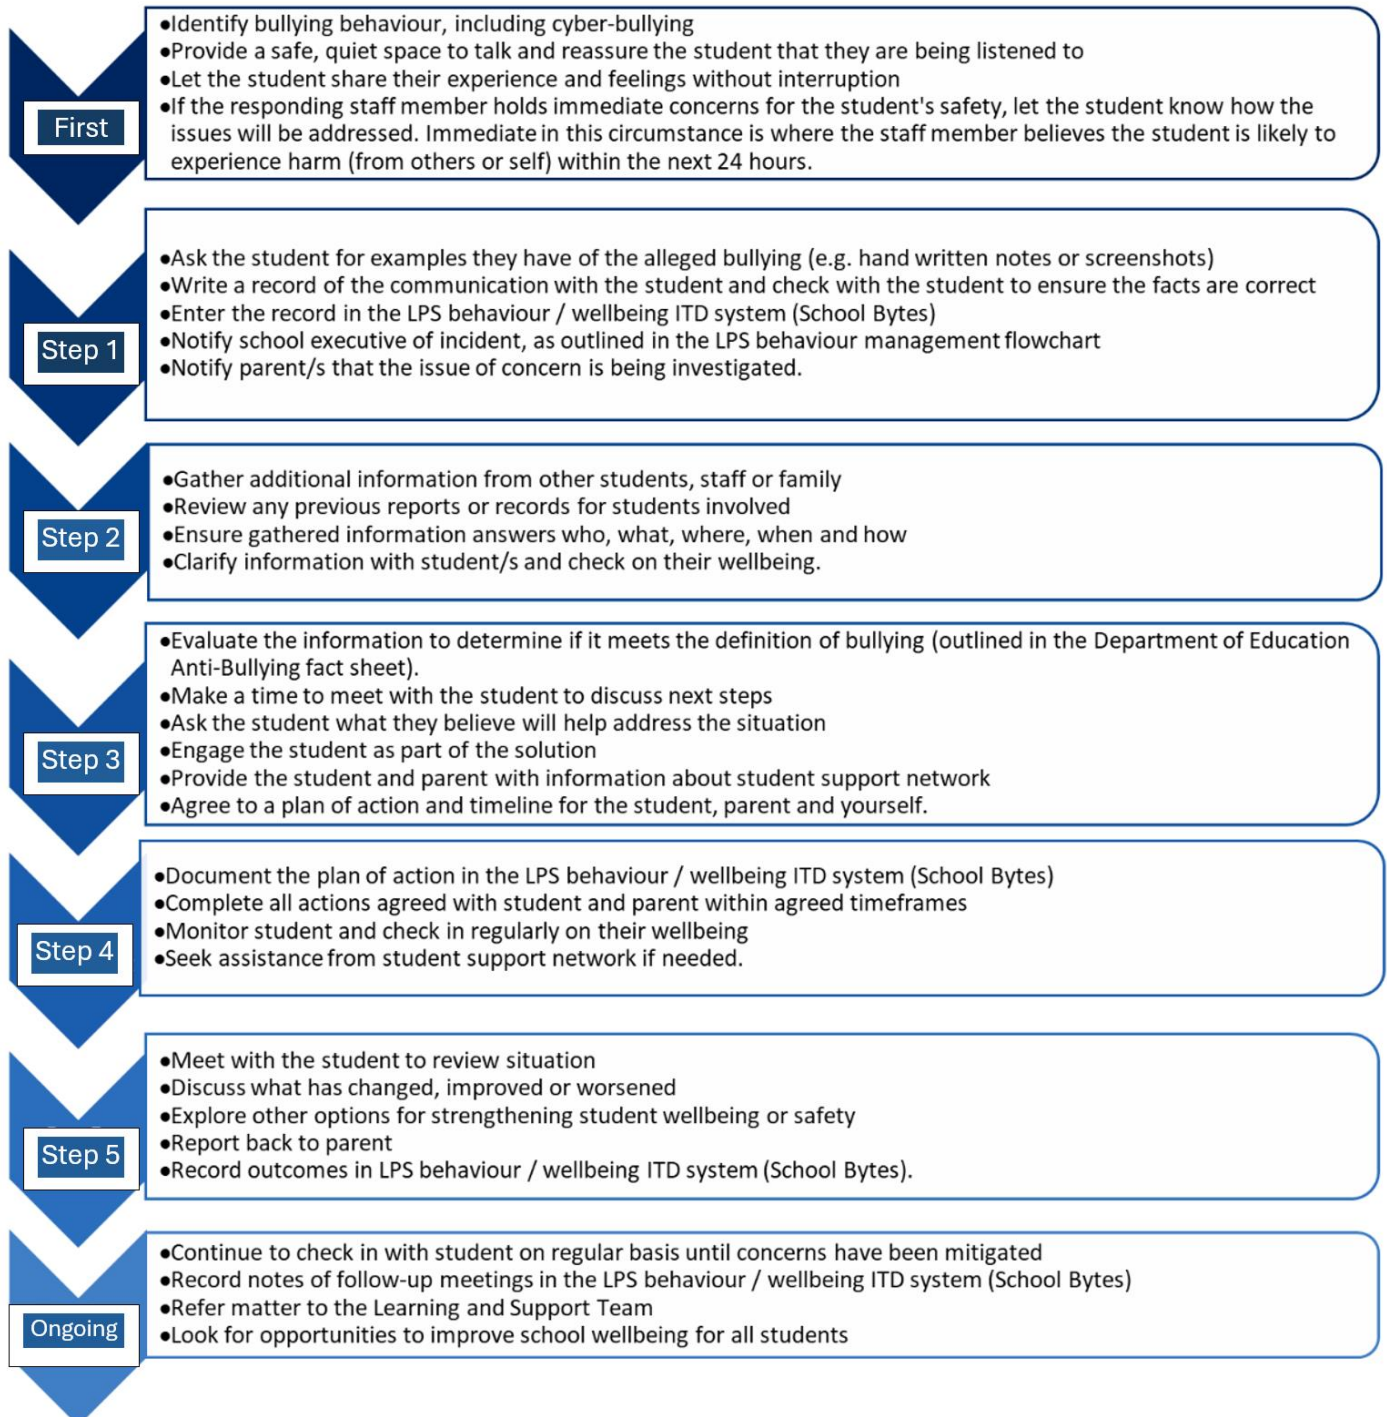 First
•Identify bullying behaviour, including cyber-bullying
•Provide a safe, quiet space to talk and reassure the student that they are being listened to
•Let the student share their experience and feelings without interruption
•If the responding staff member holds immediate concerns for the student's safety, let the student know how the
issues will be addressed. Immediate in this circumstance is where the staff member believes the student is likely to
experience harm (from others or self) within the next 24 hours.
Step 1
•Ask the student for examples they have of the alleged bullying (e.g. hand written notes or screenshots)
•Write a record of the communication with the student and check with the student to ensure the facts are correct
•Enter the record in the LPS behaviour / wellbeing ITD system (School Bytes)
•Notify school executive of incident, as outlined in the LPS behaviour management flowchart
•Notify parent/s that the issue of concern is being investigated.
Step 2
•Gather additional information from other students, staff or family
•Review any previous reports or records for students involved
•Ensure gathered information answers who, what, where, when and how
•Clarify information with student/s and check on their wellbeing.
Step 3
•Evaluate the information to determine if it meets the definition of bullying (outlined in the Department of Education
Anti-Bullying fact sheet).
•Make a time to meet with the student to discuss next steps
•Ask the student what they believe will help address the situation
•Engage the student as part of the solution
•Provide the student and parent with information about student support network
•Agree to a plan of action and timeline for the student, parent and yourself.
Step 4
•Document the plan of action in the LPS behaviour / wellbeing ITD system (School Bytes)
•Complete all actions agreed with student and parent within agreed timeframes
•Monitor student and check in regularly on their wellbeing
•Seek assistance from student support network if needed.
Step 5
•Meet with the student to review situation
•Discuss what has changed, improved or worsened
•Explore other options for strengthening student wellbeing or safety
•Report back to parent
•Record outcomes in LPS behaviour / wellbeing ITD system (School Bytes).
Ongoing
•Continue to check in with student on regular basis until concerns have been mitigated
•Record notes of follow-up meetings in the LPS behaviour / wellbeing ITD system (School Bytes)
•Refer matter to the Learning and Support Team
•Look for opportunities to improve school wellbeing for all students